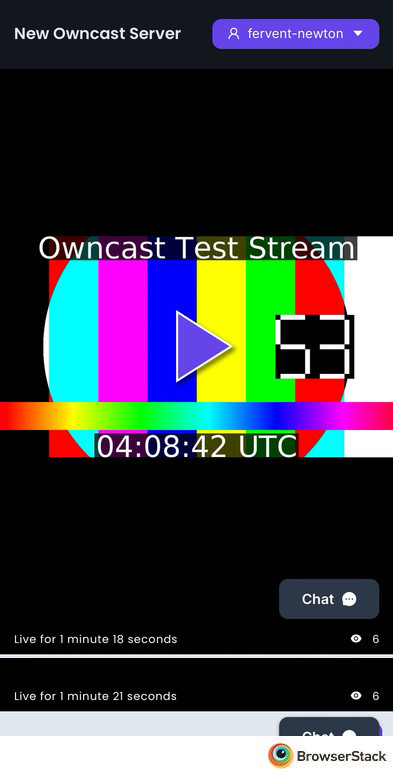 New Owncast Server
fervent-newton
Owncast Test Stream
53
04:08:42 UTC
Chat
Live for 1 minute 18 seconds
6
Live for 1 minute 21 seconds
6
Chat
BrowserStack